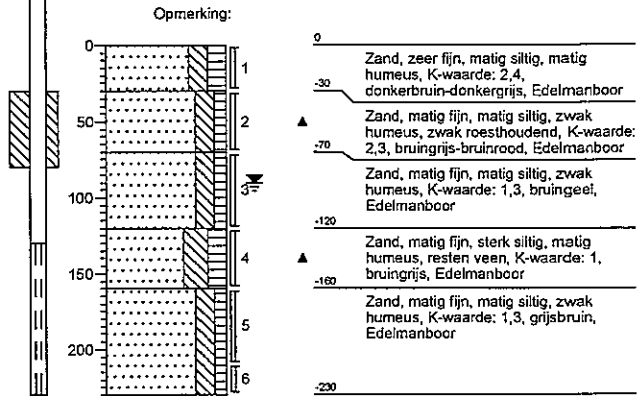 Opmerking:
0
50
100
150
200
1
2
3
4
5
6
0
Zand, zeer fijn, matig siltig, matig
humeus, K-waarde: 2,4,
donkerbruin-donkergrijs, Edelmanboor
-30
Zand, matig fijn, matig siltig, zwak
humeus, zwak roesthoudend, K-waarde:
2,3, bruingrijs-bruinrood, Edelmanboor
-70
Zand, matig fijn, matig siltig, zwak
humeus, K-waarde: 1,3, bruingeel,
Edelmanboor
-120
Zand, matig fijn, sterk siltig, matig
humeus, resten veen, K-waarde: 1,
bruingrijs, Edelmanboor
-160
Zand, matig fijn, matig siltig, zwak
humeus, K-waarde: 1,3, grijsbruin,
Edelmanboor
-230